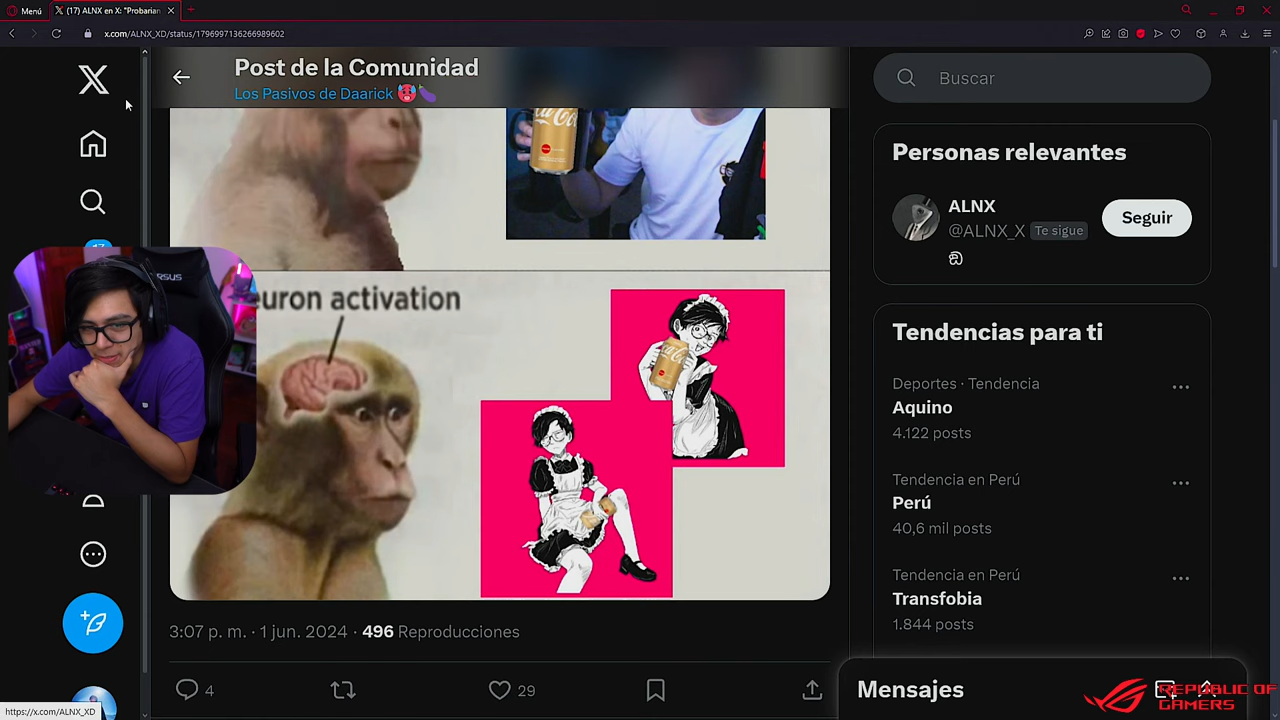 Menú
(17) ALNX en X: "Probarian
x.com/ALNX_XD/status/1796997136266989602
Post de la Comunidad
Los Pasivos de Daarick
Buscar
Personas relevantes
ALNX
@ALNX_X Te sigue
Seguir
ඞ
Tendencias para ti
Deportes · Tendencia
Aquino
4.122 posts
Tendencia en Perú
Perú
40,6 mil posts
Tendencia en Perú
Transfobia
1.844 posts
euron activation
3:07 p. m. · 1 jun. 2024 · 496 Reproducciones
4
29
Mensajes
REPUBLIC OF
GAMERS
https://x.com/ALNX_XD